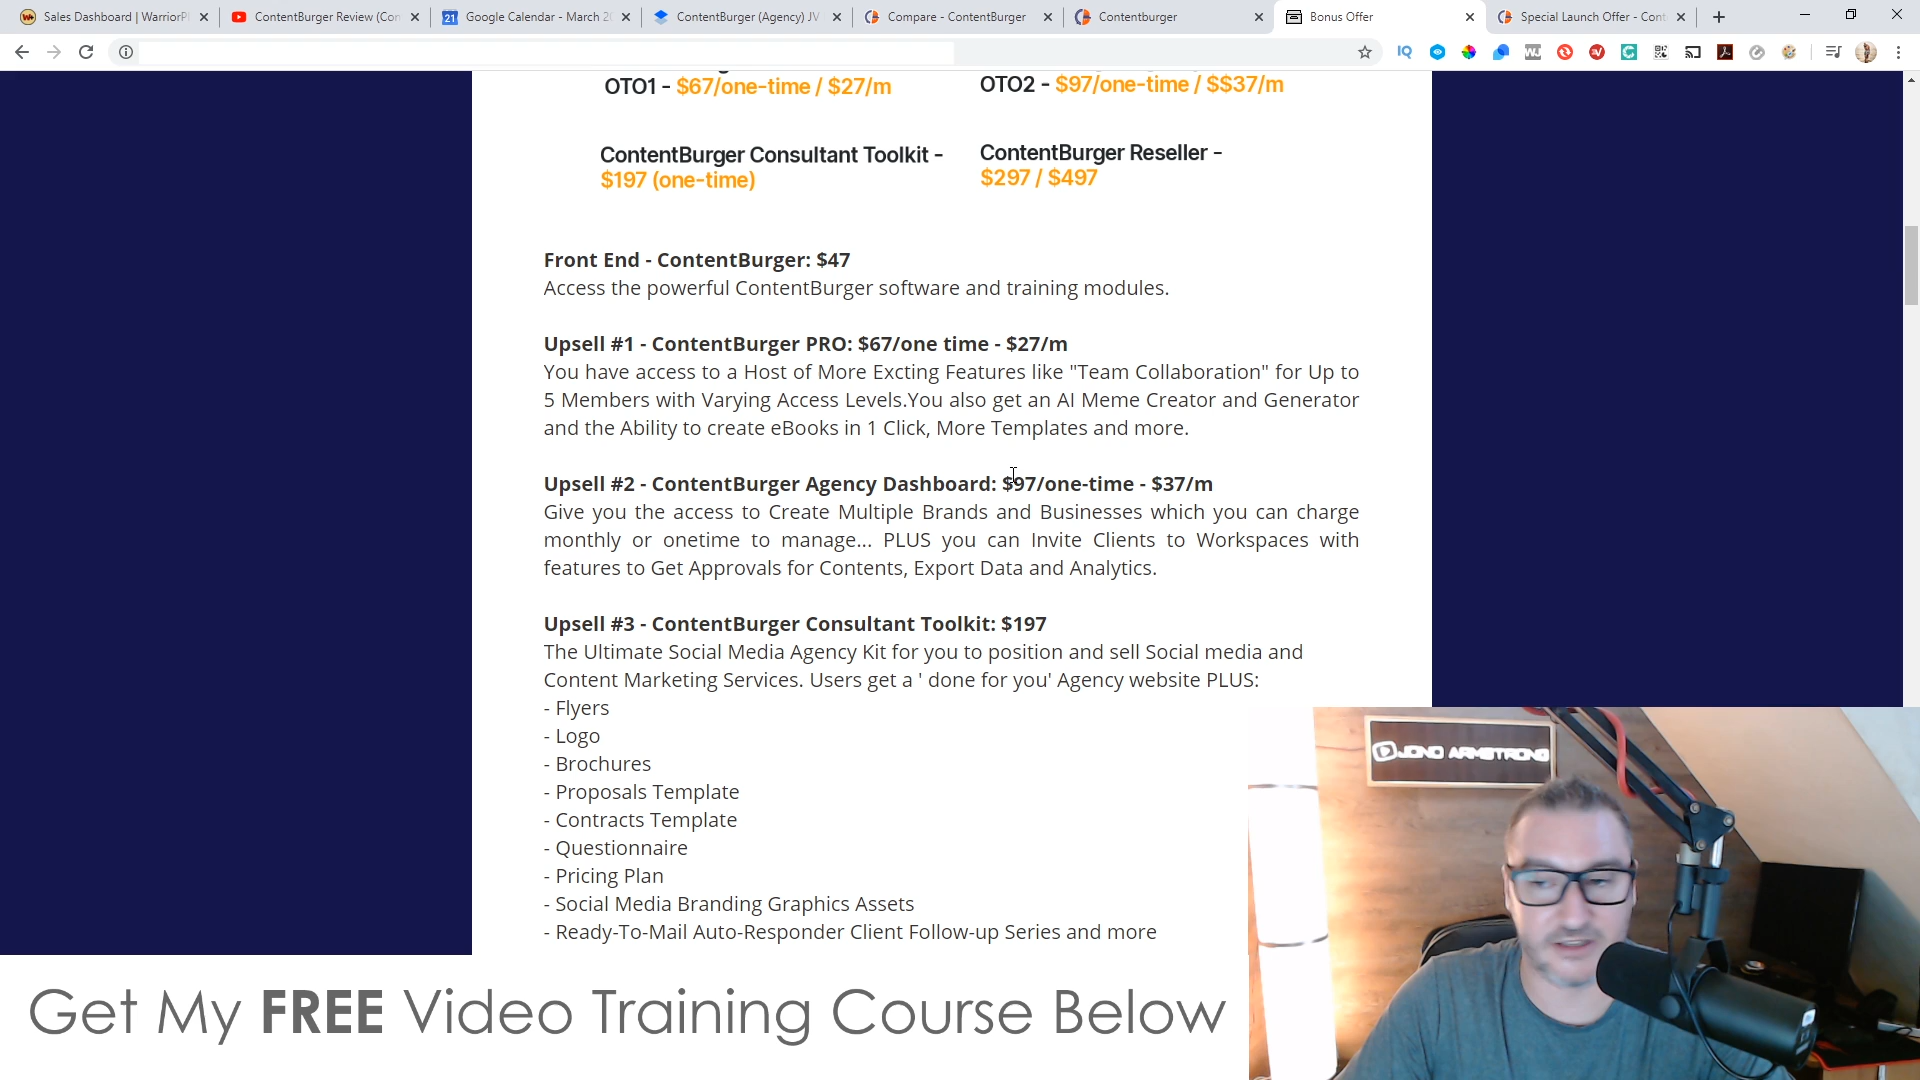 Sales Dashboard | WarriorP
ContentBurger Review (Con
Google Calendar - March 2
ContentBurger (Agency) JV
Compare - ContentBurger
Contentburger
Bonus Offer
Special Launch Offer - Cont
OTO1 - $67/one-time / $27/m
OTO2 - $97/one-time / $$37/m
ContentBurger Consultant Toolkit -
$197 (one-time)
ContentBurger Reseller -
$297 / $497
Front End - ContentBurger: $47
Access the powerful ContentBurger software and training modules.
Upsell #1 - ContentBurger PRO: $67/one time - $27/m
You have access to a Host of More Excting Features like "Team Collaboration" for Up to
5 Members with Varying Access Levels.You also get an AI Meme Creator and Generator
and the Ability to create eBooks in 1 Click, More Templates and more.
Upsell #2 - ContentBurger Agency Dashboard: $97/one-time - $37/m
Give you the access to Create Multiple Brands and Businesses which you can charge
monthly or onetime to manage... PLUS you can Invite Clients to Workspaces with
features to Get Approvals for Contents, Export Data and Analytics.
Upsell #3 - ContentBurger Consultant Toolkit: $197
The Ultimate Social Media Agency Kit for you to position and sell Social media and
Content Marketing Services. Users get a ' done for you' Agency website PLUS:
- Flyers
- Logo
- Brochures
- Proposals Template
- Contracts Template
- Questionnaire
- Pricing Plan
- Social Media Branding Graphics Assets
- Ready-To-Mail Auto-Responder Client Follow-up Series and more
JONO ARMSTRONG
Get My FREE Video Training Course Below